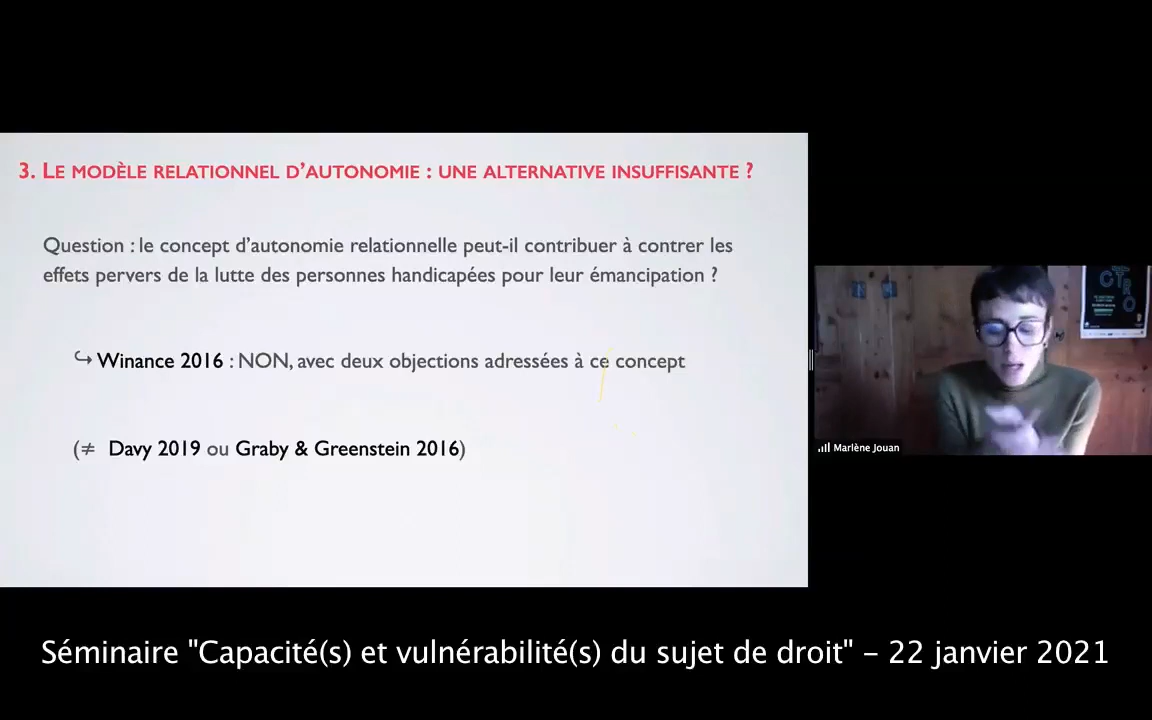 3. LE MODÈLE RELATIONNEL D'AUTONOMIE : UNE ALTERNATIVE INSUFFISANTE ?
Question : le concept d'autonomie relationnelle peut-il contribuer à contrer les
effets pervers de la lutte des personnes handicapées pour leur émancipation ?
↪ Winance 2016 : NON, avec deux objections adressées à ce concept
(≠ Davy 2019 ou Graby & Greenstein 2016)
CTRO
Marlène Jouan
Séminaire "Capacité(s) et vulnérabilité(s) du sujet de droit" – 22 janvier 2021